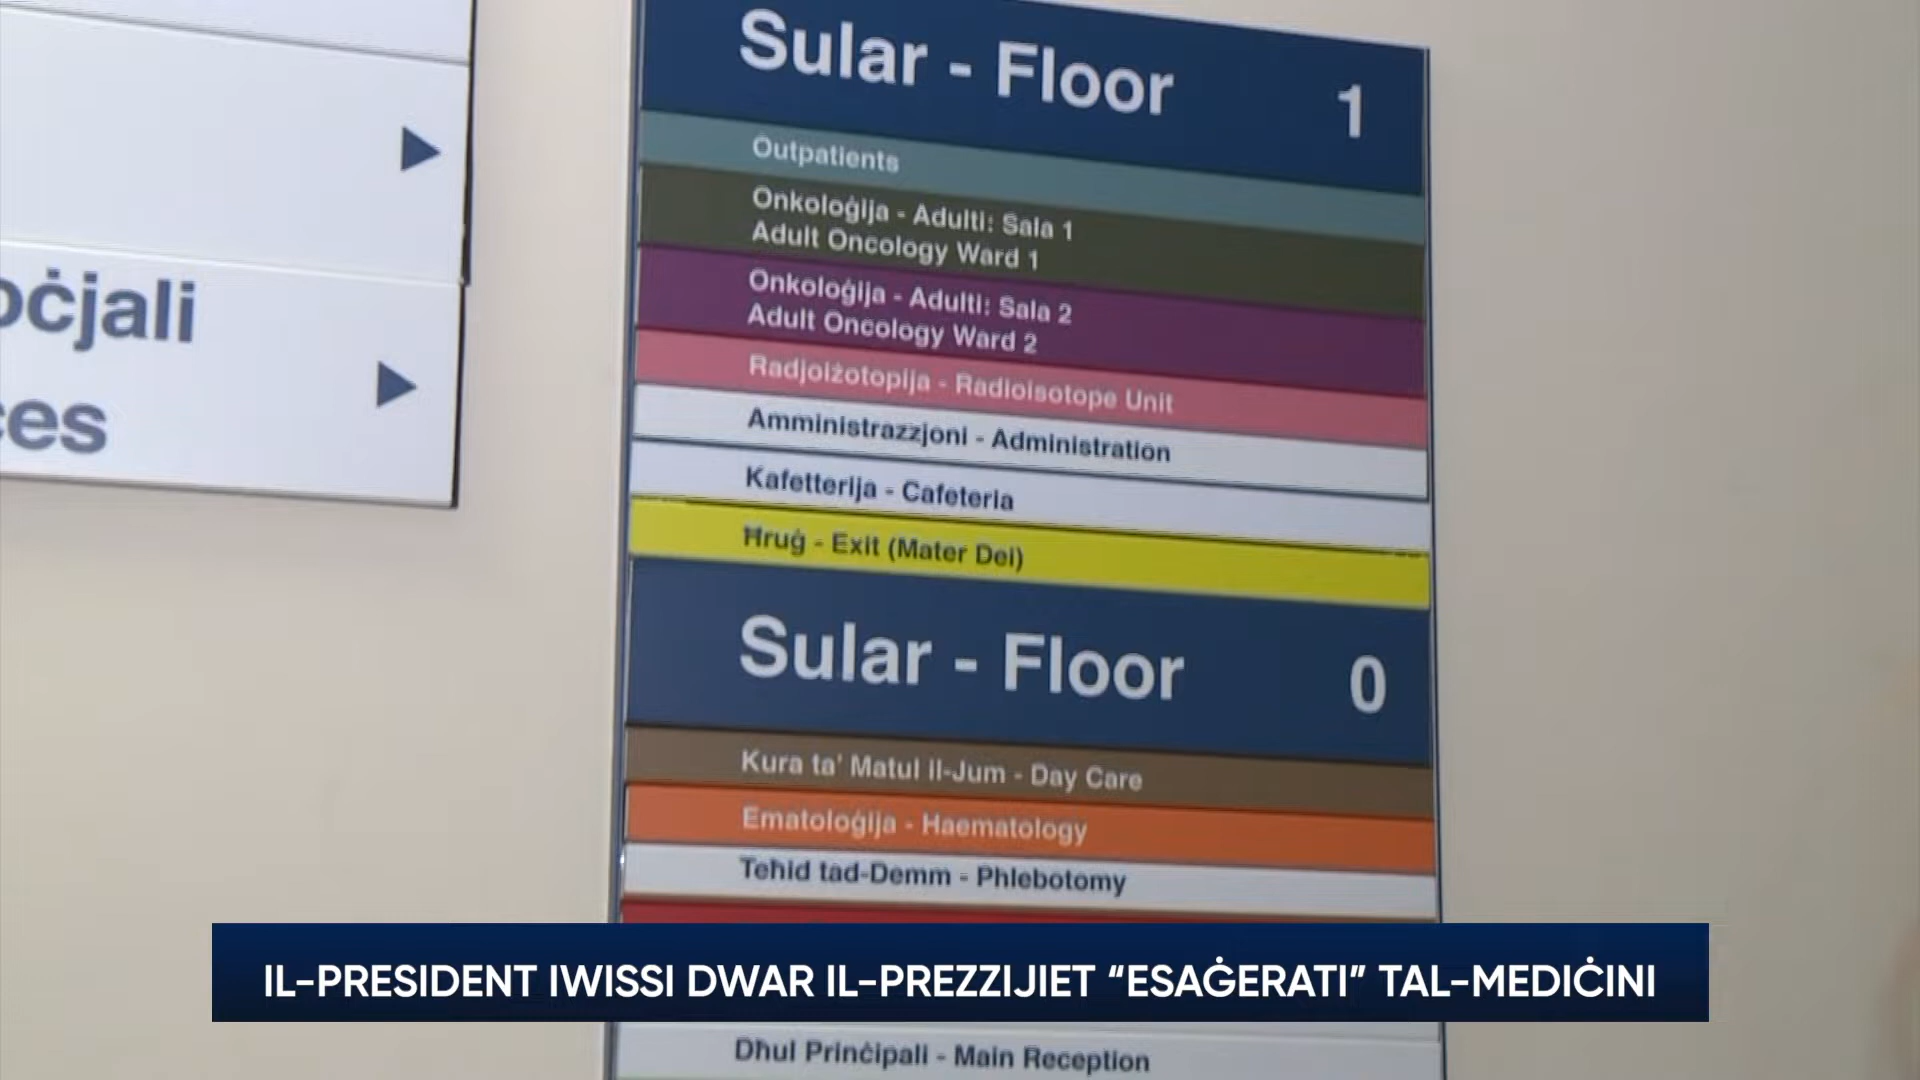 oċjali
ces
Sular - Floor 1
Outpatients
Onkoloġija - Adulti: Sala 1
Adult Oncology Ward 1
Onkoloġija - Adulti: Sala 2
Adult Oncology Ward 2
Radjoiżotopija - Radioisotope Unit
Amministrazzjoni - Administration
Kafetterija - Cafeteria
Ħruġ - Exit (Mater Dei)
Sular - Floor 0
Kura ta' Matul il-Jum - Day Care
Ematoloġija - Haematology
Teħid tad-Demm - Phlebotomy
IL-PRESIDENT IWISSI DWAR IL-PREZZIJIET “ESAĠERATI” TAL-MEDIĊINI
Dħul Prinċipali - Main Reception